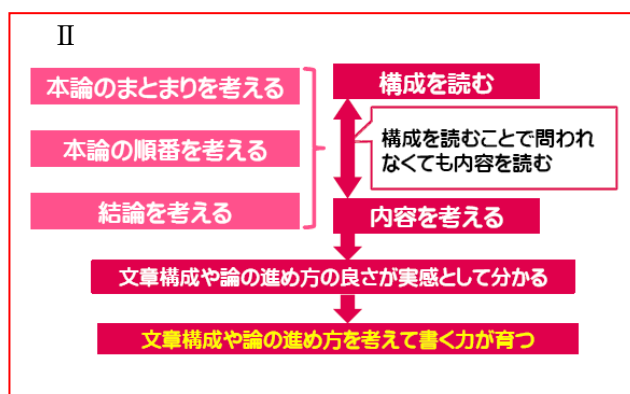 Ⅱ
本論のまとまりを考える
本論の順番を考える
結論を考える
構成を読む
構成を読むことで問われ
なくても内容を読む
内容を考える
文章構成や論の進め方の良さが実感として分かる
文章構成や論の進め方を考えて書く力が育つ